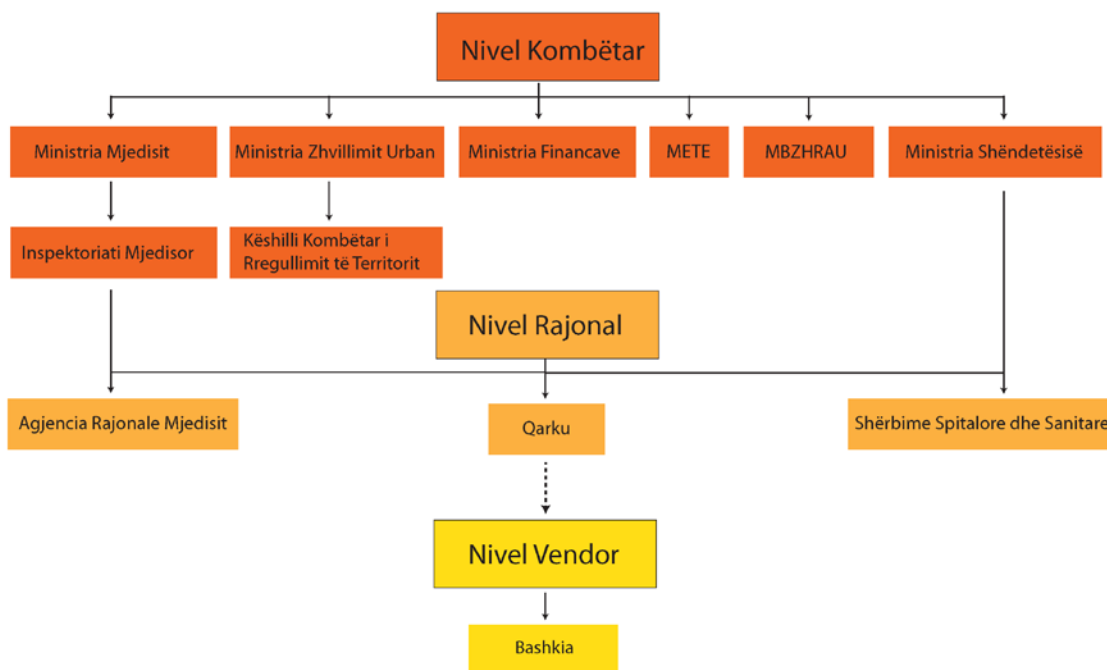 Nivel Kombëtar
Ministria Mjedisit
Ministria Zhvillimit Urban
Ministria Financave
METE
MBZHRAU
Ministria Shëndetësisë
Inspektoriati Mjedisor
Këshilli Kombëtar i
Rregullimit të Territorit
Nivel Rajonal
Agjencia Rajonale Mjedisit
Qarku
Shërbime Spitalore dhe Sanitare
Nivel Vendor
Bashkia